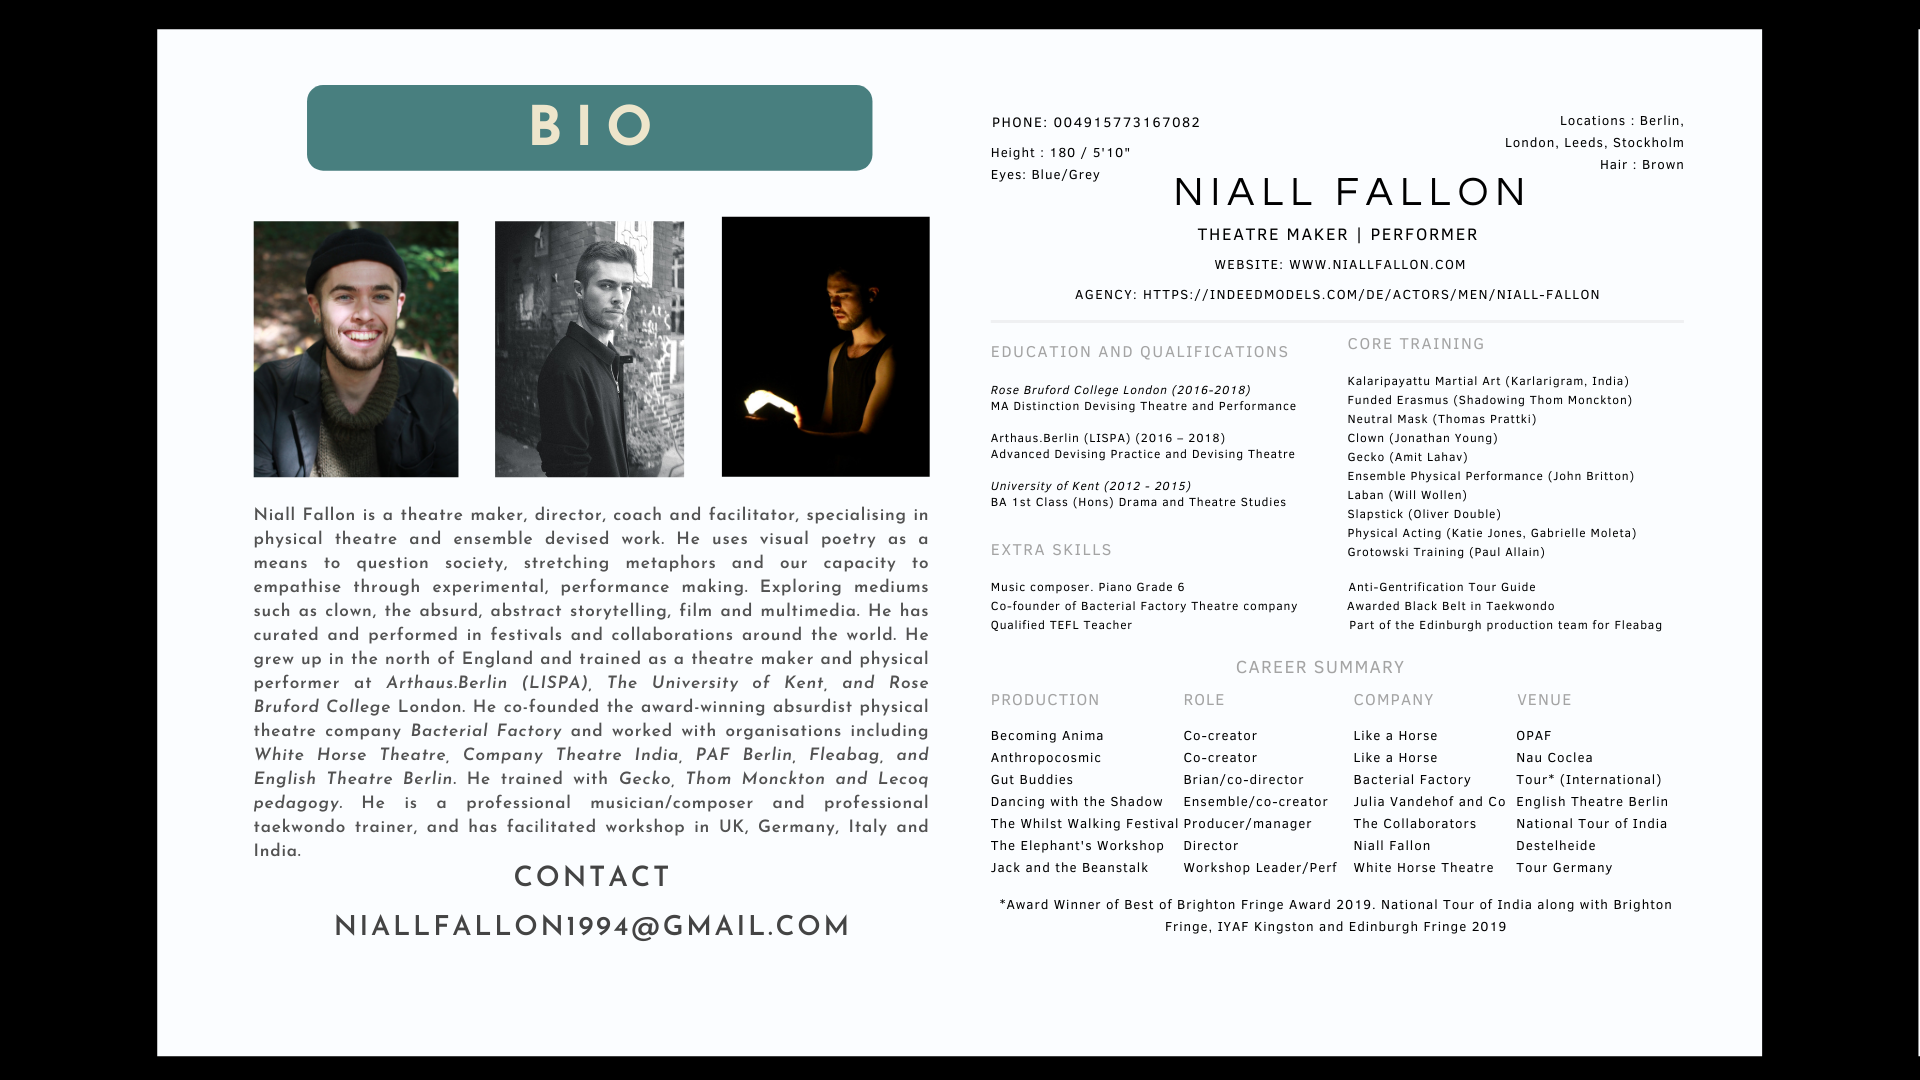 BIO
Niall Fallon is a theatre maker, director, coach and facilitator, specialising in
physical theatre and ensemble devised work. He uses visual poetry as a
means to question society, stretching metaphors and our capacity to
empathise through experimental, performance making. Exploring mediums
such as clown, the absurd, abstract storytelling, film and multimedia. He has
curated and performed in festivals and collaborations around the world. He
grew up in the north of England and trained as a theatre maker and physical
performer at Arthaus.Berlin (LISPA), The University of Kent, and Rose
Bruford College London. He co-founded the award-winning absurdist physical
theatre company Bacterial Factory and worked with organisations including
White Horse Theatre, Company Theatre India, PAF Berlin, Fleabag, and
English Theatre Berlin. He trained with Gecko, Thom Monckton and Lecoq
pedagogy. He is a professional musician/composer and professional
taekwondo trainer, and has facilitated workshop in UK, Germany, Italy and
India.
CONTACT
NIALLFALLON1994@GMAIL.COM
PHONE: 004915773167082
Height : 180 / 5'10"
Eyes: Blue/Grey
Locations : Berlin,
London, Leeds, Stockholm
Hair : Brown
NIALL FALLON
THEATRE MAKER | PERFORMER
WEBSITE: WWW.NIALLFALLON.COM
AGENCY: HTTPS://INDEEDMODELS.COM/DE/ACTORS/MEN/NIALL-FALLON
EDUCATION AND QUALIFICATIONS
Rose Bruford College London (2016-2018)
MA Distinction Devising Theatre and Performance
Arthaus.Berlin (LISPA) (2016 – 2018)
Advanced Devising Practice and Devising Theatre
University of Kent (2012 - 2015)
BA 1st Class (Hons) Drama and Theatre Studies
CORE TRAINING
Kalaripayattu Martial Art (Karlarigram, India)
Funded Erasmus (Shadowing Thom Monckton)
Neutral Mask (Thomas Prattki)
Clown (Jonathan Young)
Gecko (Amit Lahav)
Ensemble Physical Performance (John Britton)
Laban (Will Wollen)
Slapstick (Oliver Double)
Physical Acting (Katie Jones, Gabrielle Moleta)
Grotowski Training (Paul Allain)
EXTRA SKILLS
Music composer. Piano Grade 6
Co-founder of Bacterial Factory Theatre company
Qualified TEFL Teacher
Anti-Gentrification Tour Guide
Awarded Black Belt in Taekwondo
Part of the Edinburgh production team for Fleabag
CAREER SUMMARY
PRODUCTION ROLE COMPANY VENUE
Becoming Anima Co-creator Like a Horse OPAF
Anthropocosmic Co-creator Like a Horse Nau Coclea
Gut Buddies Brian/co-director Bacterial Factory Tour* (International)
Dancing with the Shadow Ensemble/co-creator Julia Vandehof and Co English Theatre Berlin
The Whilst Walking Festival Producer/manager The Collaborators National Tour of India
The Elephant's Workshop Director Niall Fallon Destelheide
Jack and the Beanstalk Workshop Leader/Perf White Horse Theatre Tour Germany
*Award Winner of Best of Brighton Fringe Award 2019. National Tour of India along with Brighton
Fringe, IYAF Kingston and Edinburgh Fringe 2019